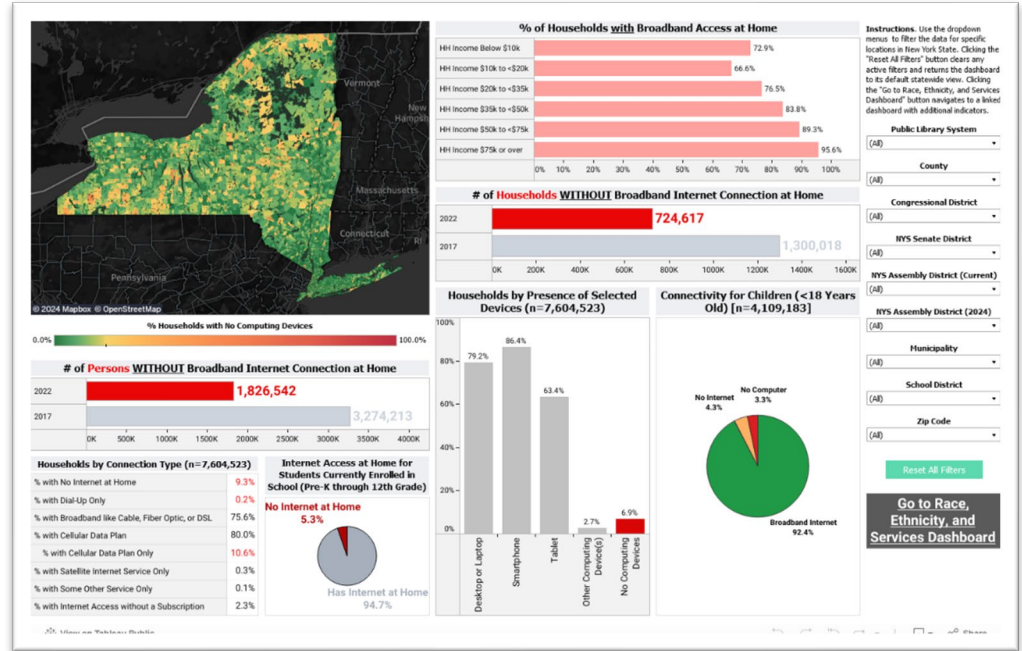 Vermont
New
Hampsh
Massachusetts
Connecticut
RI
Pennsylvania
© 2024 Mapbox © OpenStreetMap
% Households with No Computing Devices
0.0%
100.0%
# of Persons WITHOUT Broadband Internet Connection at Home
2022
1,826,542
2017
3,274,213
0K 500K 1000K 1500K 2000K 2500K 3000K 3500K 4000K
Households by Connection Type (n=7,604,523)
% with No Internet at Home 9.3%
% with Dial-Up Only 0.2%
% with Broadband like Cable, Fiber Optic, or DSL 75.6%
% with Cellular Data Plan 80.0%
% with Cellular Data Plan Only 10.6%
% with Satellite Internet Service Only 0.3%
% with Some Other Service Only 0.1%
% with Internet Access without a Subscription 2.3%
Internet Access at Home for
Students Currently Enrolled in
School (Pre-K through 12th Grade)
No Internet at Home
5.3%
Has Internet at Home
94.7%
% of Households with Broadband Access at Home
HH Income Below $10k 72.9%
HH Income $10k to <$20k 66.6%
HH Income $20k to <$35k 76.5%
HH Income $35k to <$50k 83.8%
HH Income $50k to <$75k 89.3%
HH Income $75k or over 95.6%
0% 10% 20% 30% 40% 50% 60% 70% 80% 90% 100%
# of Households WITHOUT Broadband Internet Connection at Home
2022
724,617
2017
1,300,018
0K 200K 400K 600K 800K 1000K 1200K 1400K 1600K
Households by Presence of Selected
Devices (n=7,604,523)
100%
80%
60%
40%
20%
0%
79.2%
86.4%
63.4%
2.7%
6.9%
Desktop or Laptop
Smartphone
Tablet
Other Computing
Device(s)
No Computing
Devices
Connectivity for Children (<18 Years
Old) [n=4,109,183]
No Computer
3.3%
No Internet
4.3%
Broadband Internet
92.4%
Instructions. Use the dropdown
menus to filter the data for specific
locations in New York State. Clicking
the "Reset All Filters" button clears any
active filters and returns the dashboard
to its default statewide view. Clicking
the "Go to Race, Ethnicity, and Services
Dashboard" button navigates to a linked
dashboard with additional indicators.
Public Library System
(All)
County
(All)
Congressional District
(All)
NYS Senate District
(All)
NYS Assembly District (Current)
(All)
NYS Assembly District (2024)
(All)
Municipality
(All)
School District
(All)
Zip Code
(All)
Reset All Filters
Go to Race,
Ethnicity, and
Services Dashboard
View on Tableau Public
Share